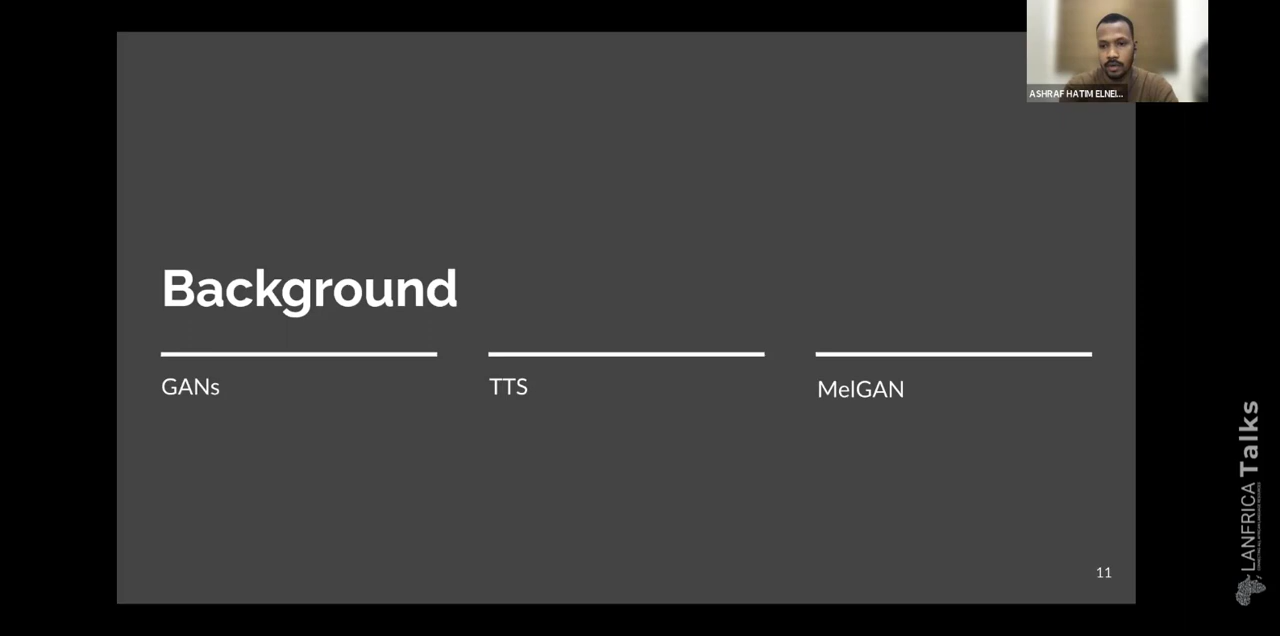 ASHRAF HATIM ELNEI...
Background
GANs
TTS
MelGAN
11
LANFRICA Talks